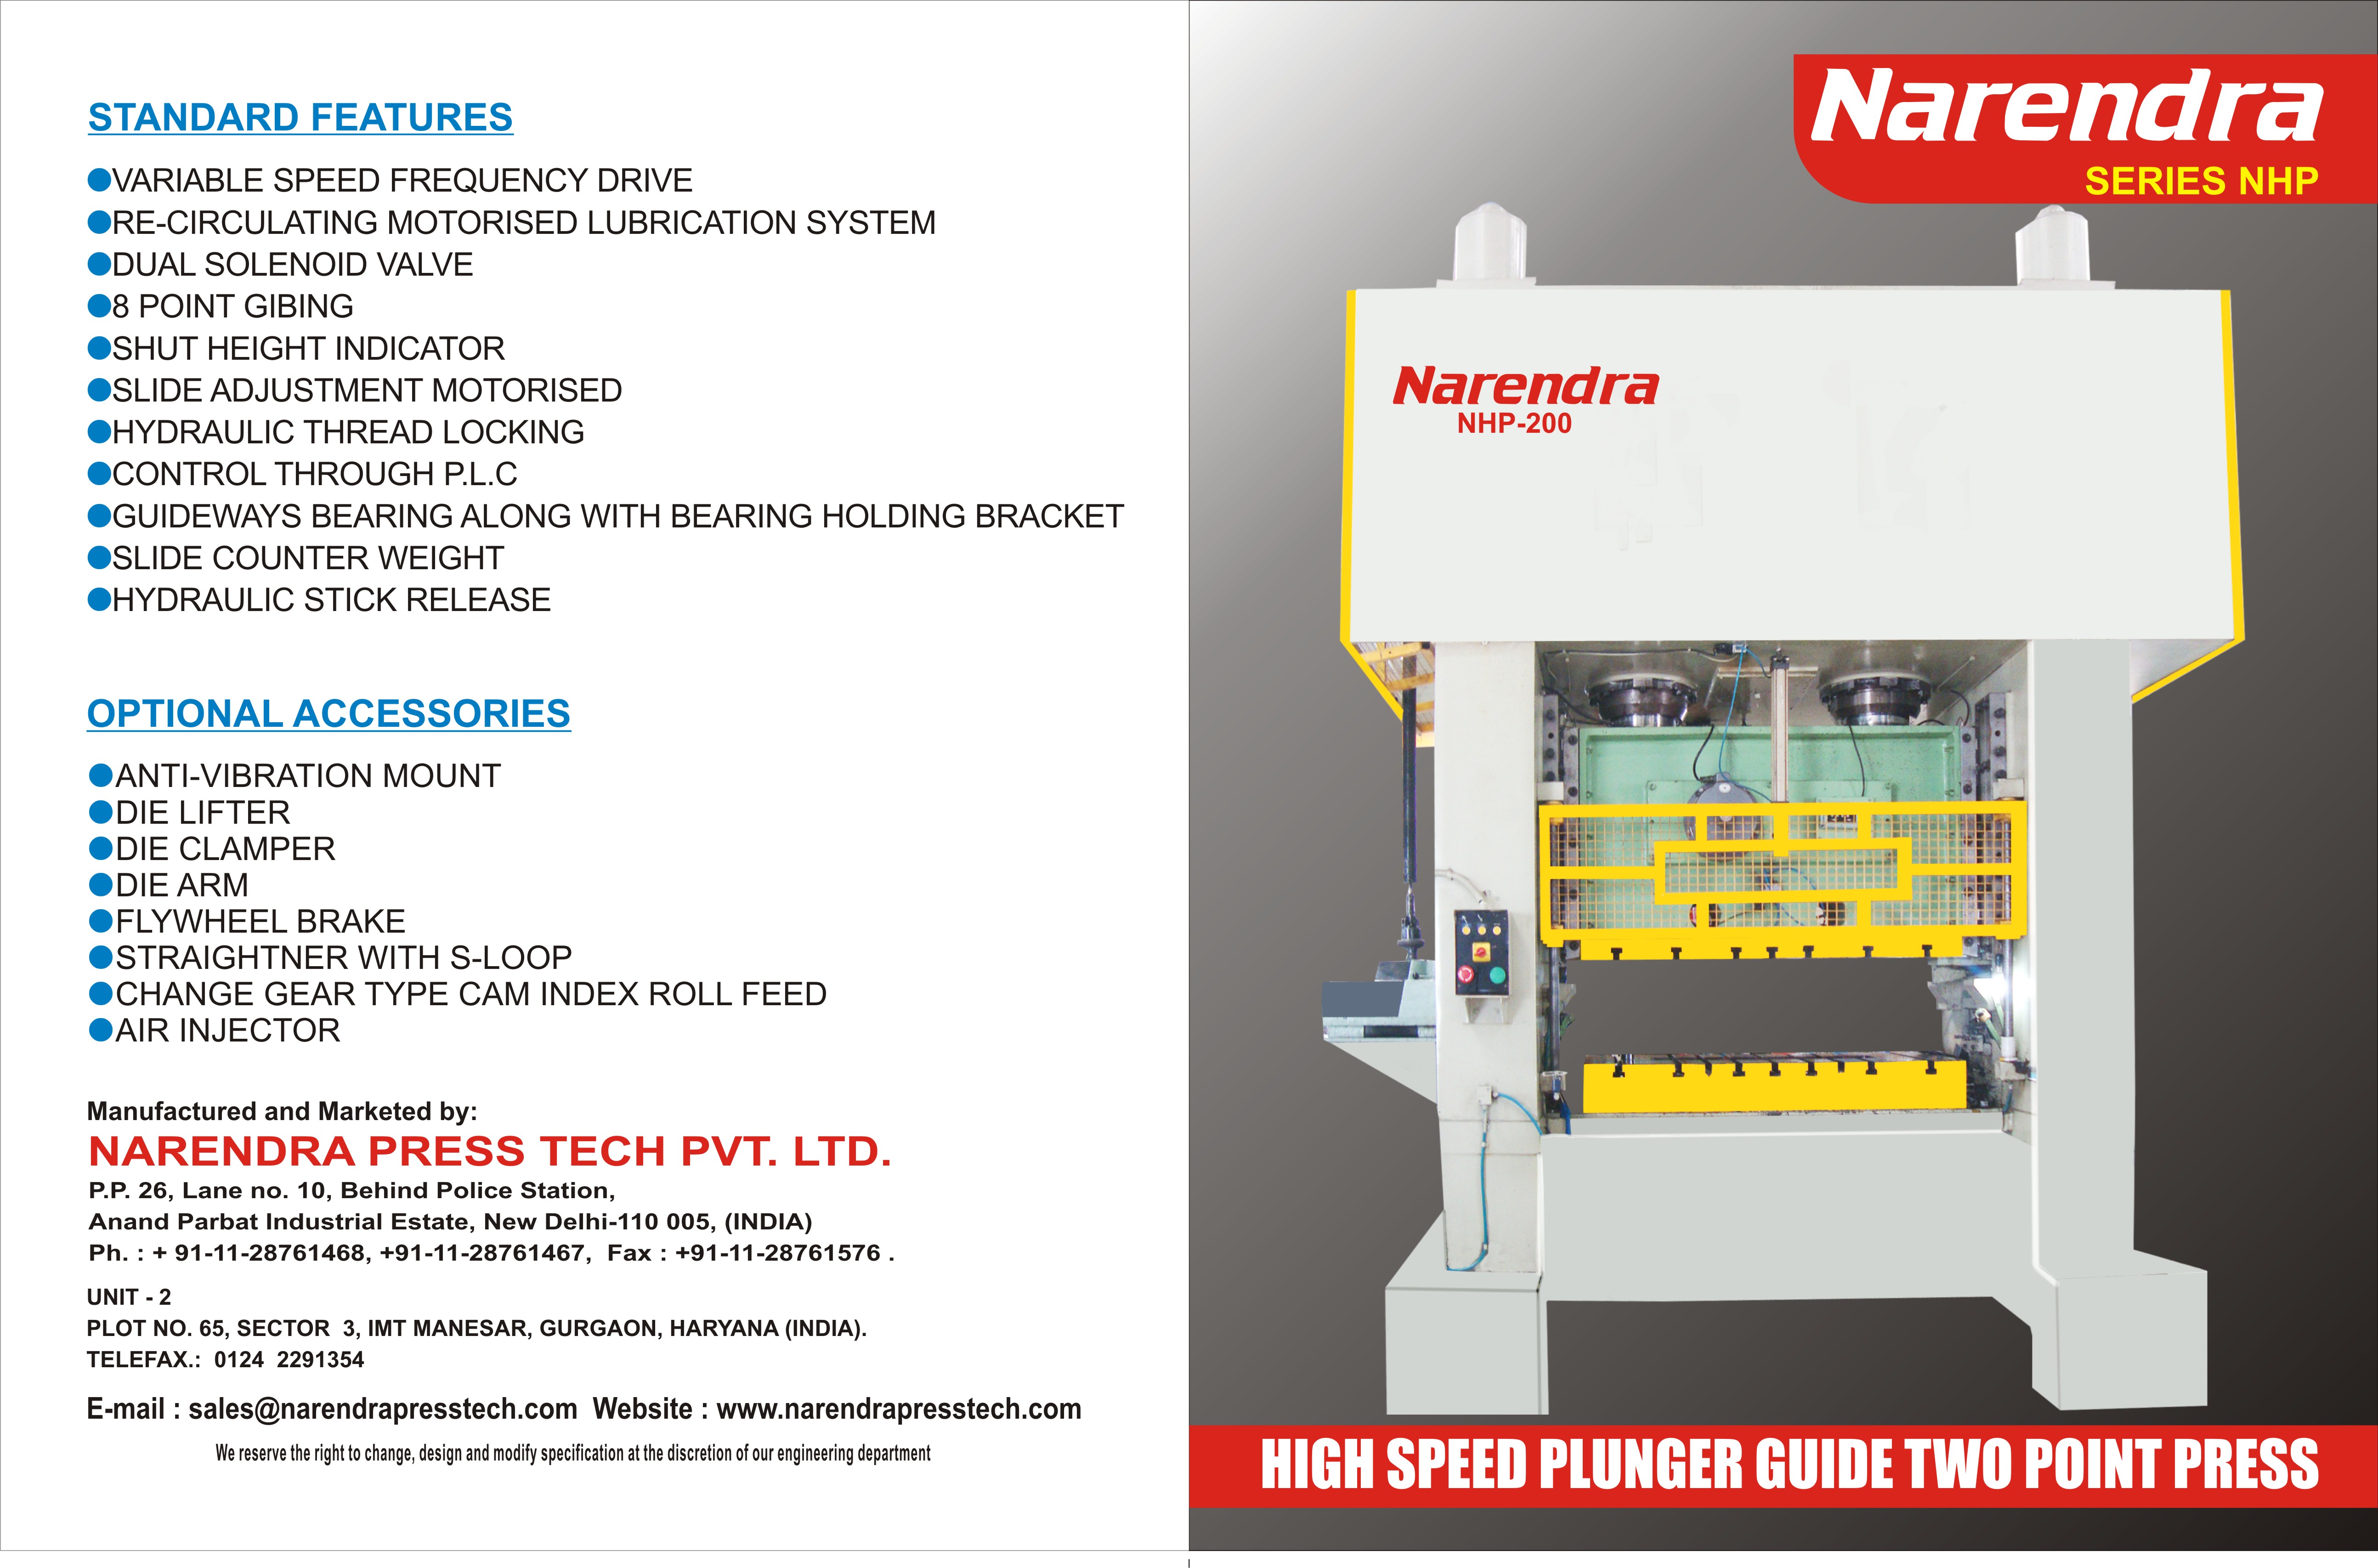 STANDARD FEATURES
●VARIABLE SPEED FREQUENCY DRIVE
●RE-CIRCULATING MOTORISED LUBRICATION SYSTEM
●DUAL SOLENOID VALVE
●8 POINT GIBING
●SHUT HEIGHT INDICATOR
●SLIDE ADJUSTMENT MOTORISED
●HYDRAULIC THREAD LOCKING
●CONTROL THROUGH P.L.C
●GUIDEWAYS BEARING ALONG WITH BEARING HOLDING BRACKET
●SLIDE COUNTER WEIGHT
●HYDRAULIC STICK RELEASE
OPTIONAL ACCESSORIES
●ANTI-VIBRATION MOUNT
●DIE LIFTER
●DIE CLAMPER
●DIE ARM
●FLYWHEEL BRAKE
●STRAIGHTNER WITH S-LOOP
●CHANGE GEAR TYPE CAM INDEX ROLL FEED
●AIR INJECTOR
Manufactured and Marketed by:
NARENDRA PRESS TECH PVT. LTD.
P.P. 26, Lane no. 10, Behind Police Station,
Anand Parbat Industrial Estate, New Delhi-110 005, (INDIA)
Ph. : + 91-11-28761468, +91-11-28761467, Fax : +91-11-28761576 .
UNIT - 2
PLOT NO. 65, SECTOR 3, IMT MANESAR, GURGAON, HARYANA (INDIA).
TELEFAX.: 0124 2291354
E-mail : sales@narendrapresstech.com Website : www.narendrapresstech.com
We reserve the right to change, design and modify specification at the discretion of our engineering department
Narendra
SERIES NHP
Narendra
NHP-200
HIGH SPEED PLUNGER GUIDE TWO POINT PRESS